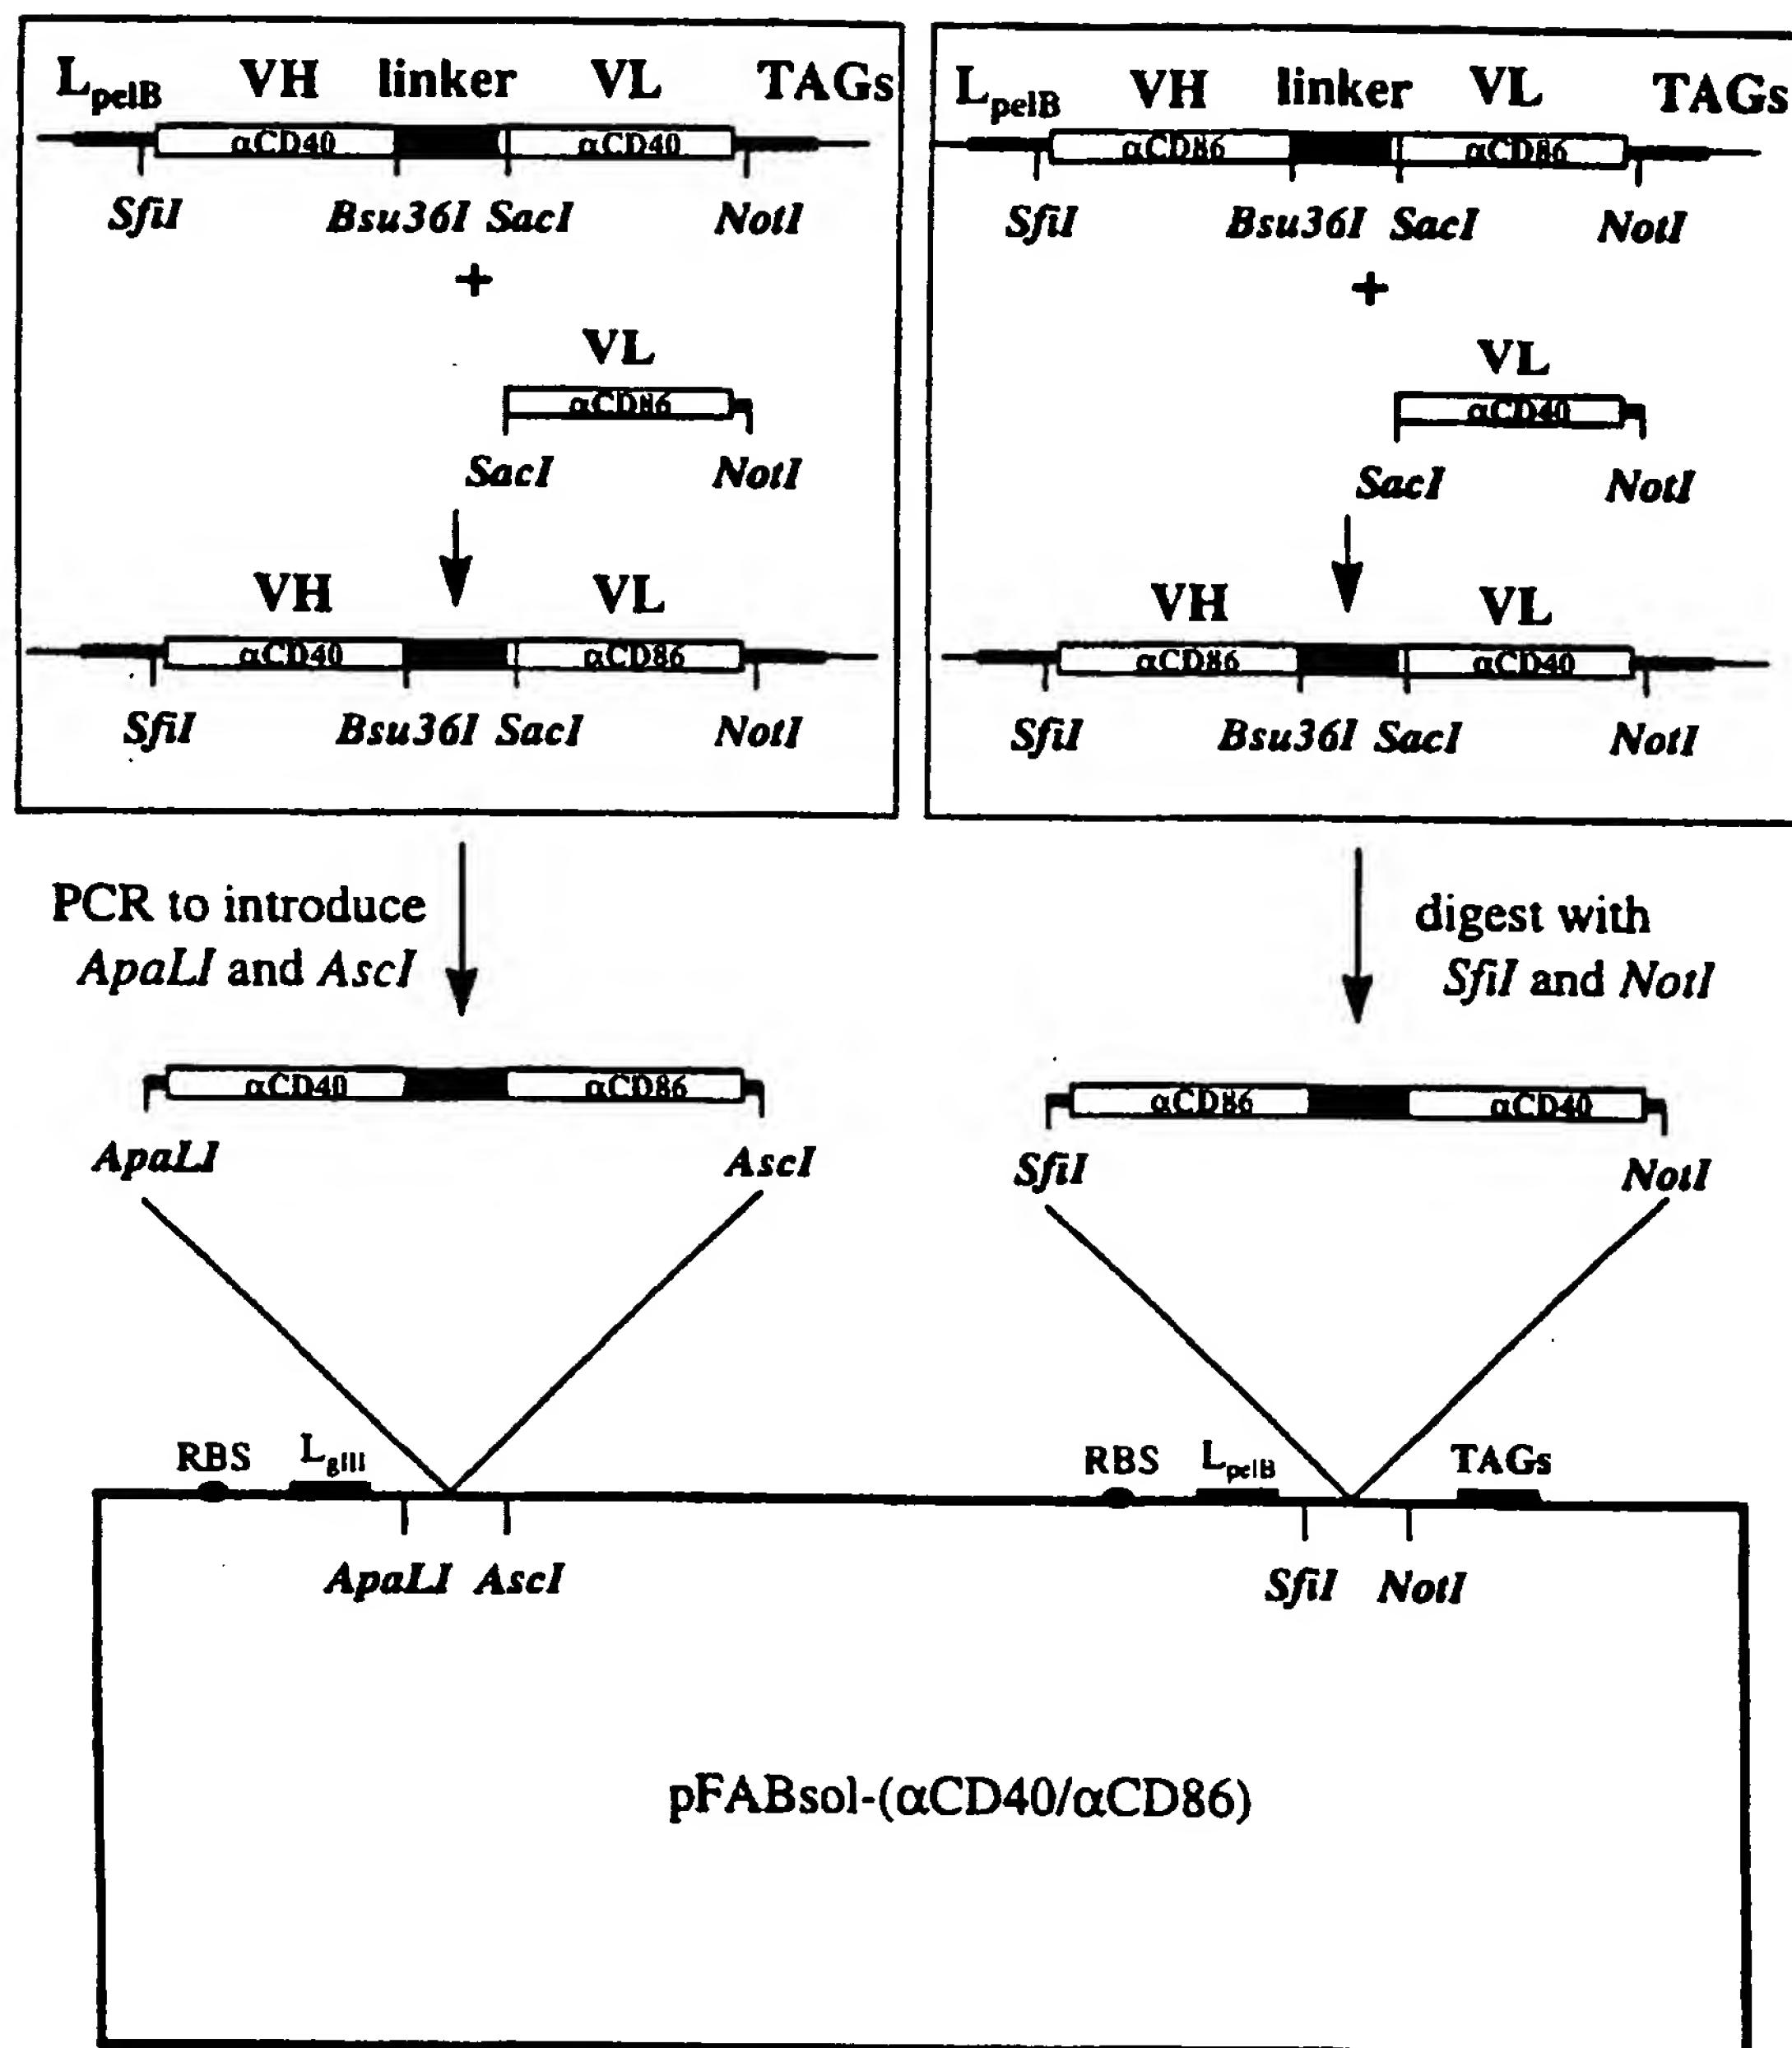 LpelB VH linker VL TAGs
αCD40 αCD40
SfiI Bsu36I SacI NotI
+
VL
αCD86
SacI NotI
VH VL
αCD40 αCD86
SfiI Bsu36I SacI NotI
LpelB VH linker VL TAGs
αCD86 αCD86
SfiI Bsu36I SacI NotI
+
VL
αCD40
SacI NotI
VH VL
αCD86 αCD40
SfiI Bsu36I SacI NotI
PCR to introduce
ApaLI and AscI
digest with
SfiI and NotI
αCD40 αCD86
ApaLI AscI
αCD86 αCD40
SfiI NotI
RBS LgIII RBS LpelB TAGs
ApaLI AscI SfiI NotI
pFABsol-(αCD40/αCD86)